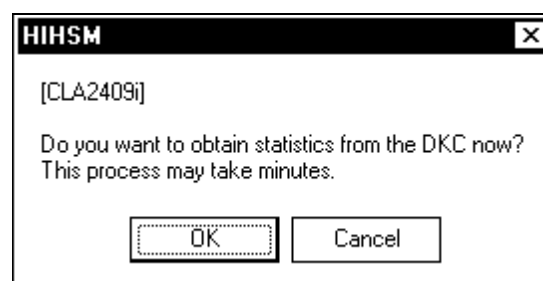 HIHSM
[CLA2409i]
Do you want to obtain statistics from the DKC now?
This process may take minutes.
OK
Cancel